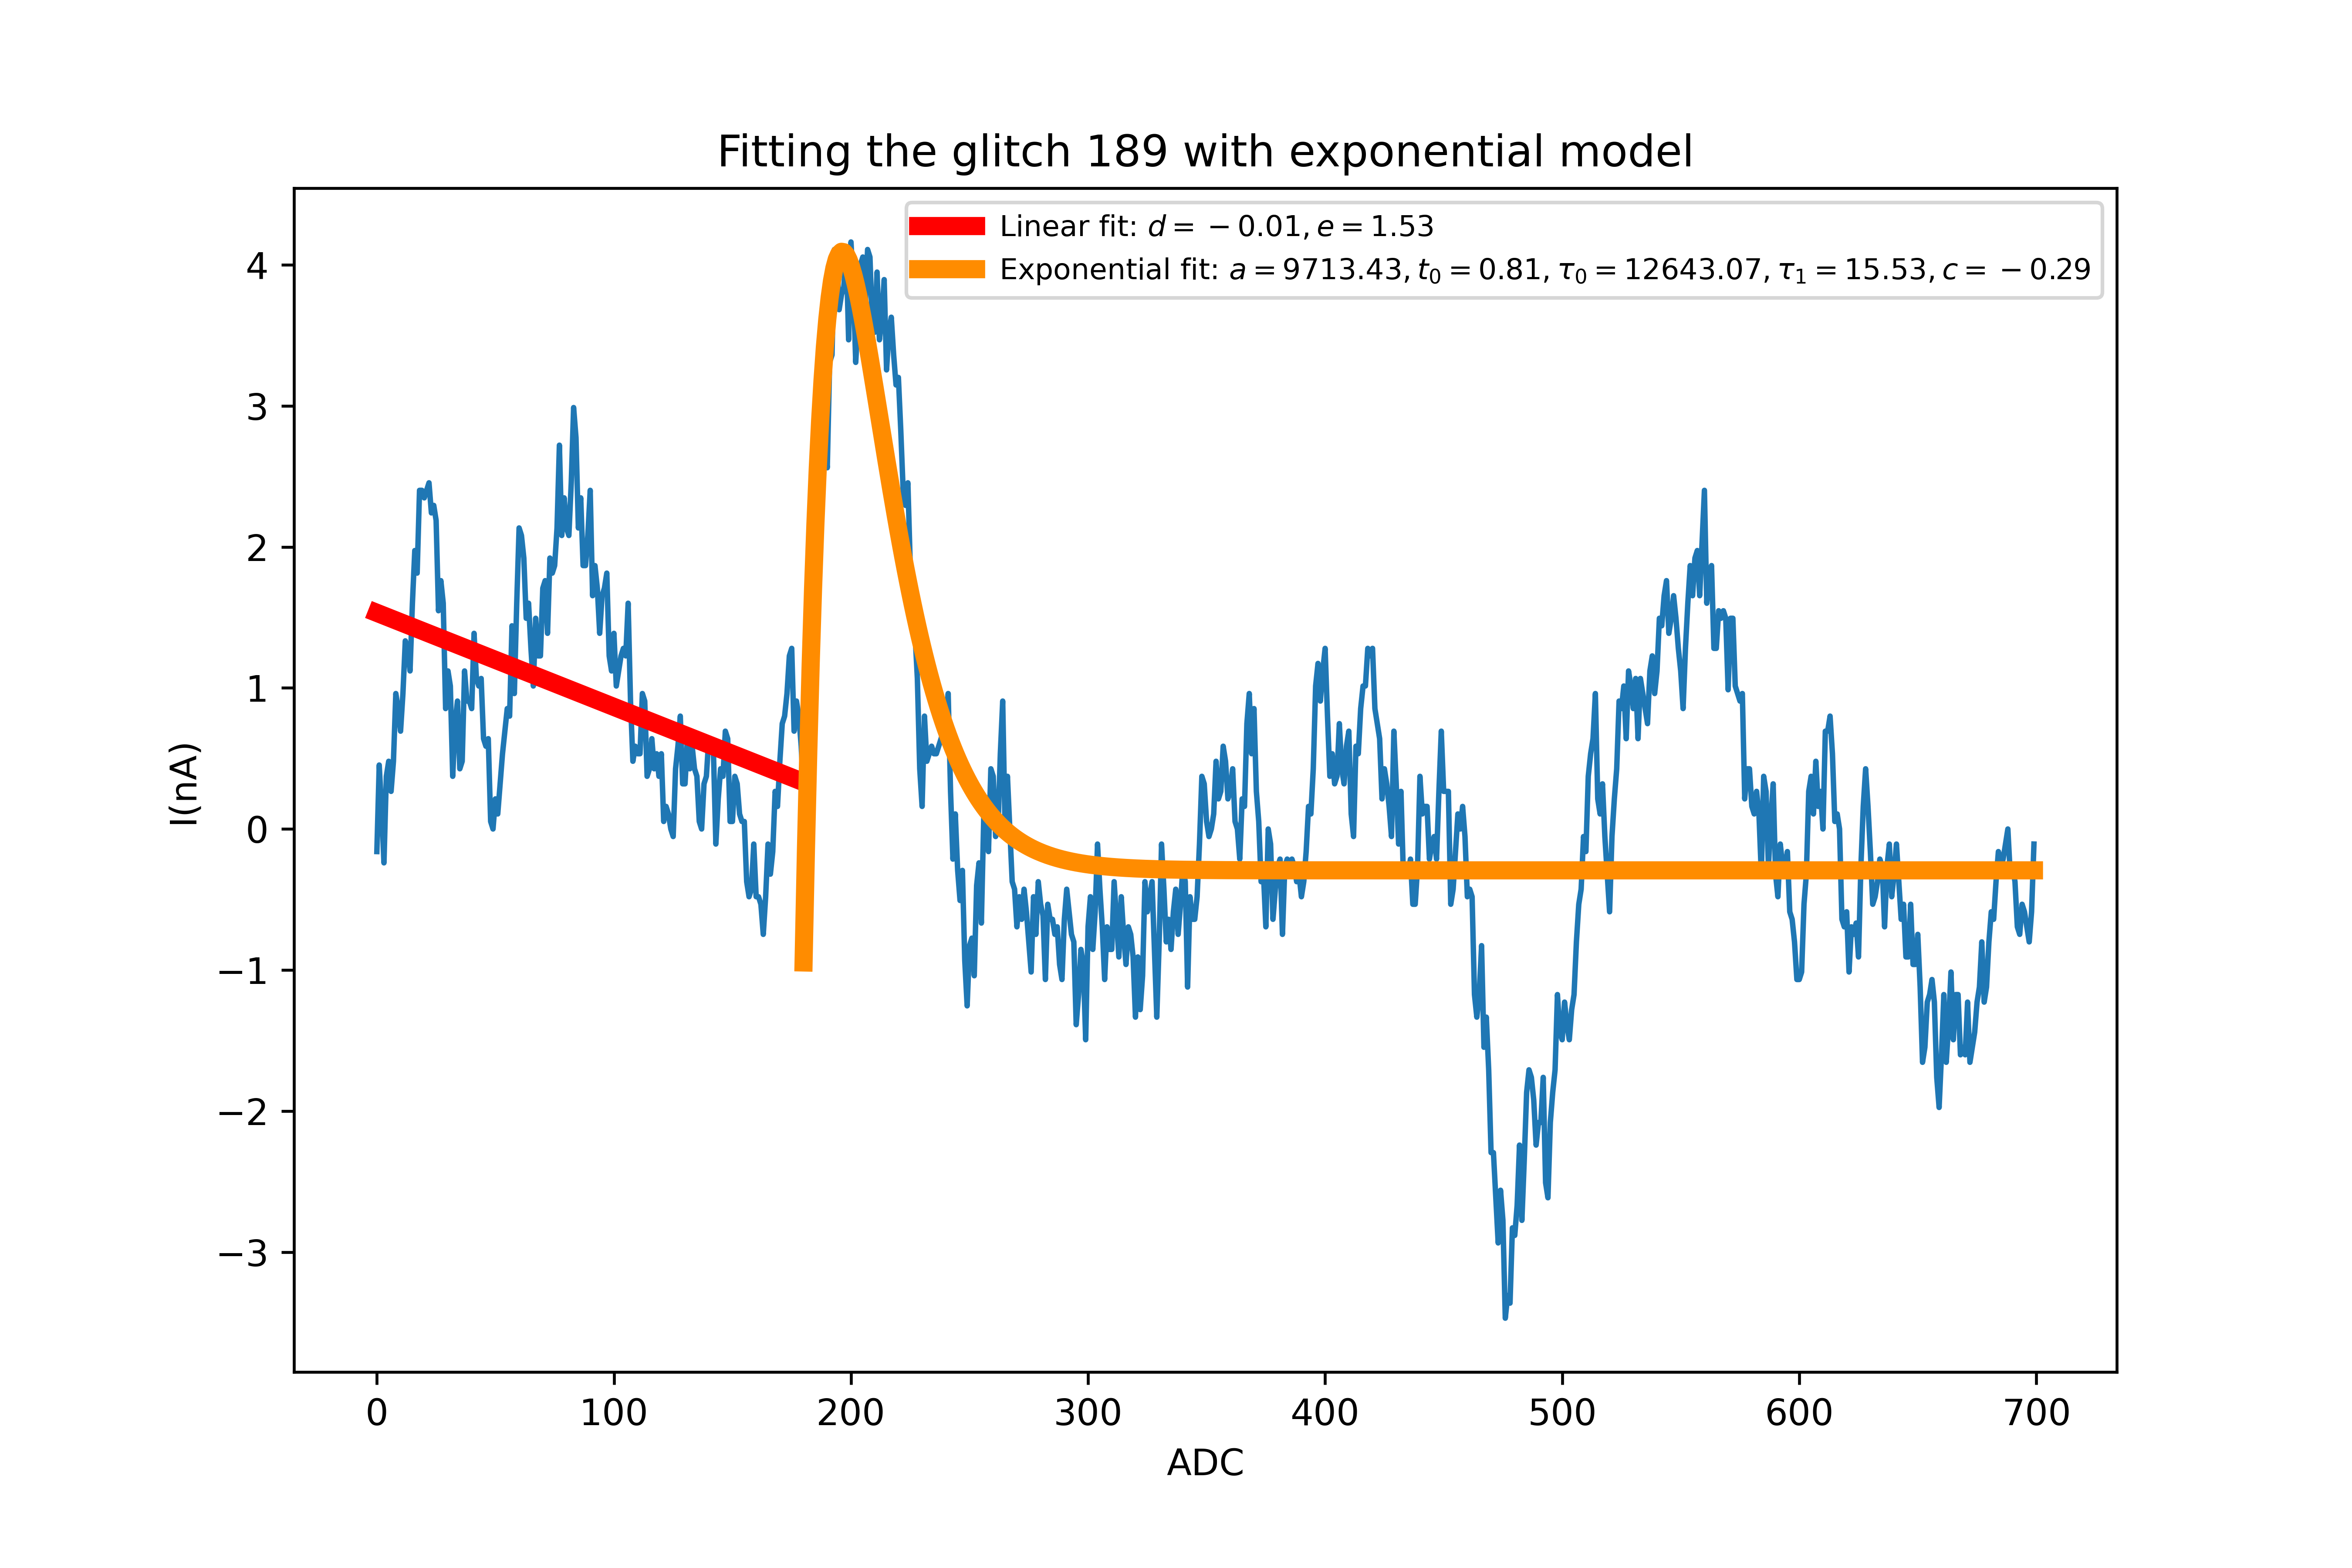 Fitting the glitch 189 with exponential model
Linear fit: d = −0.01, e = 1.53
Exponential fit: a = 9713.43, t₀ = 0.81, τ₀ = 12643.07, τ₁ = 15.53, c = −0.29
4
3
2
1
0
−1
−2
−3
I(nA)
0 100 200 300 400 500 600 700
ADC